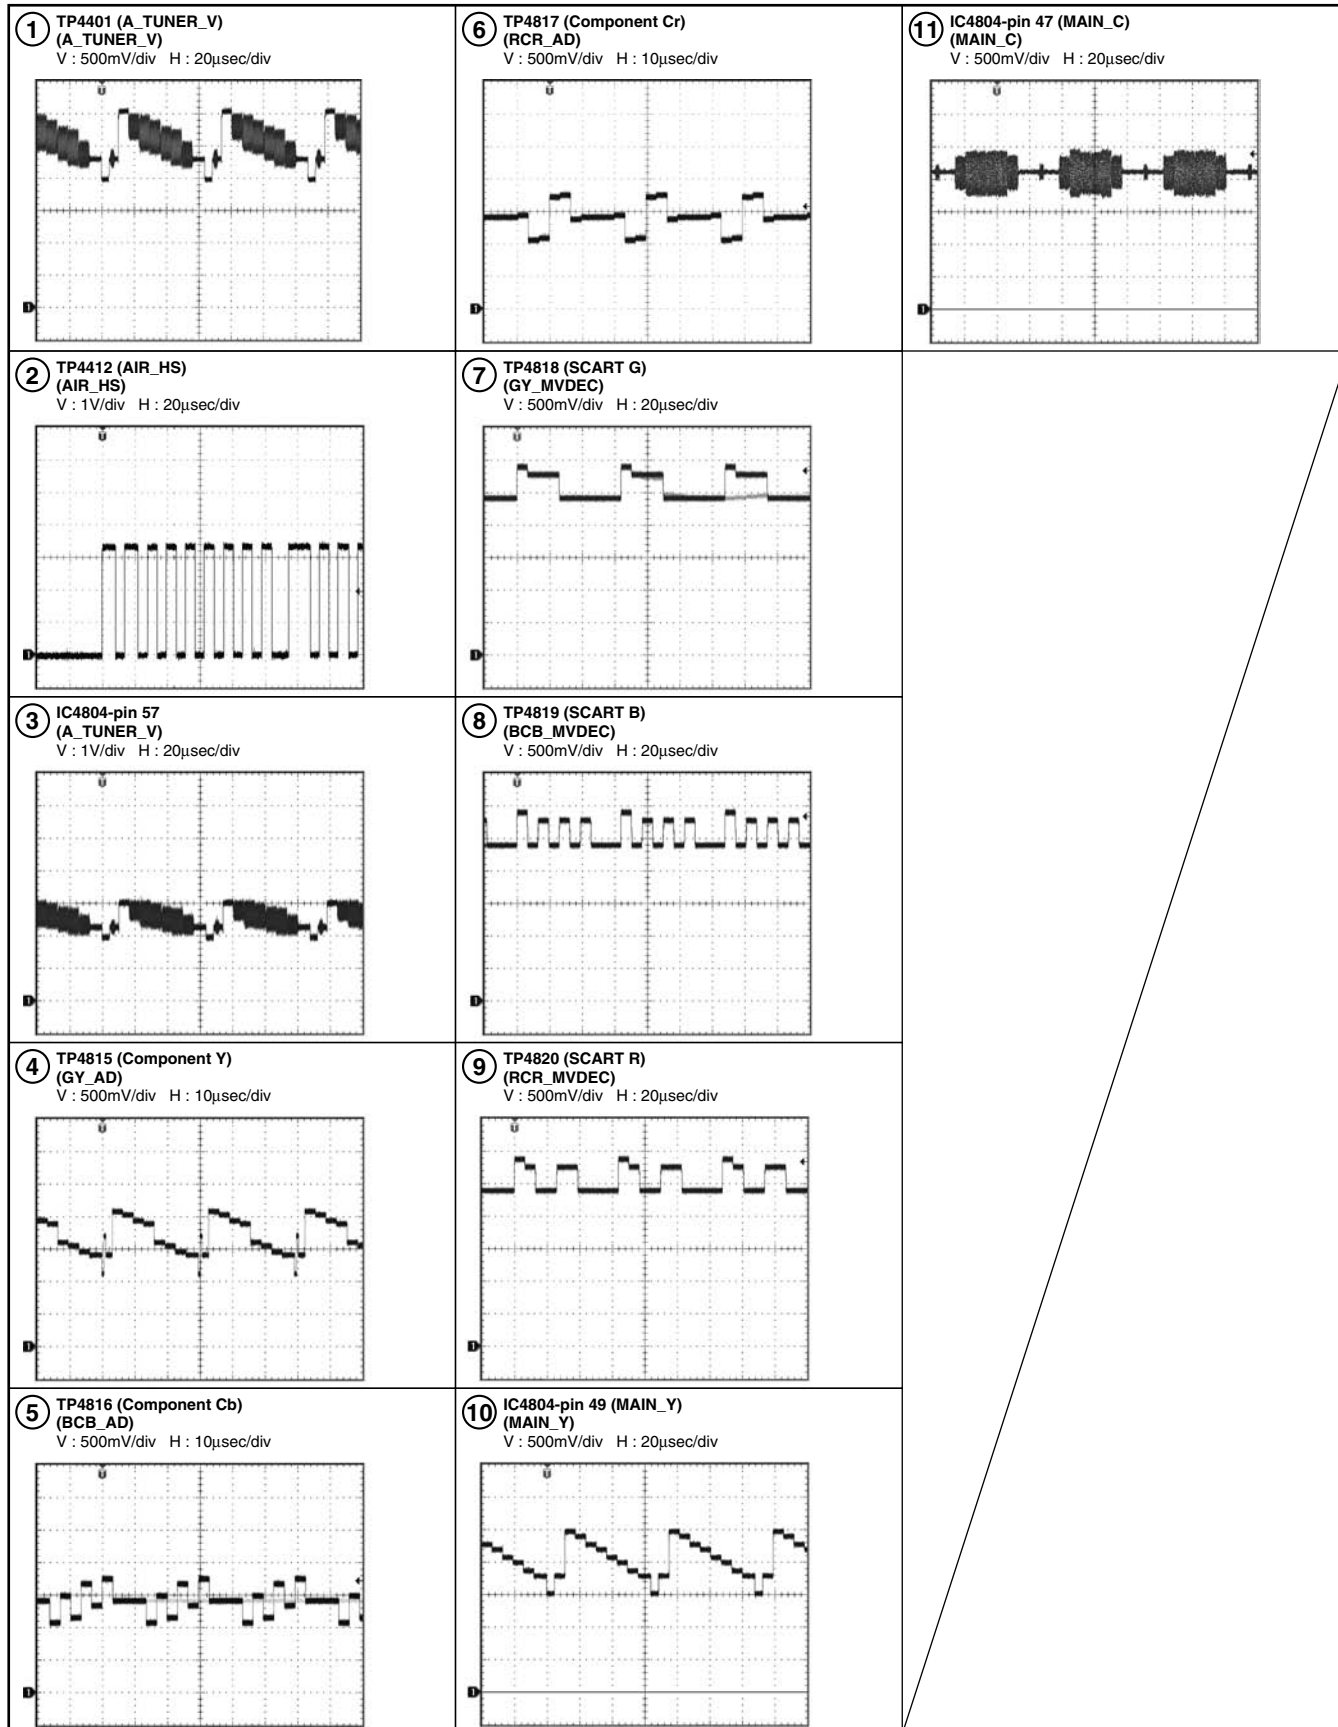 1 TP4401 (A_TUNER_V)
(A_TUNER_V)
V : 500mV/div H : 20µsec/div
2 TP4412 (AIR_HS)
(AIR_HS)
V : 1V/div H : 20µsec/div
3 IC4804-pin 57
(A_TUNER_V)
V : 1V/div H : 20µsec/div
4 TP4815 (Component Y)
(GY_AD)
V : 500mV/div H : 10µsec/div
5 TP4816 (Component Cb)
(BCB_AD)
V : 500mV/div H : 10µsec/div
6 TP4817 (Component Cr)
(RCR_AD)
V : 500mV/div H : 10µsec/div
7 TP4818 (SCART G)
(GY_MVDEC)
V : 500mV/div H : 20µsec/div
8 TP4819 (SCART B)
(BCB_MVDEC)
V : 500mV/div H : 20µsec/div
9 TP4820 (SCART R)
(RCR_MVDEC)
V : 500mV/div H : 20µsec/div
10 IC4804-pin 49 (MAIN_Y)
(MAIN_Y)
V : 500mV/div H : 20µsec/div
11 IC4804-pin 47 (MAIN_C)
(MAIN_C)
V : 500mV/div H : 20µsec/div